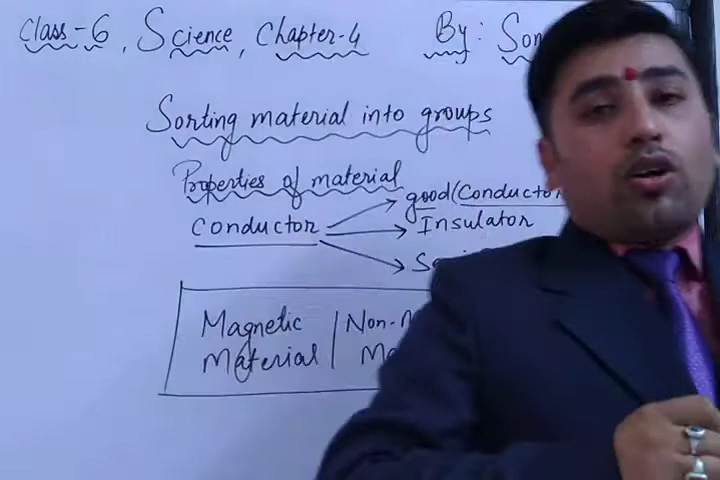 Class-6, Science, Chapter-4 By:
Sorting material into groups
Properties of material
Conductor
good (Conductor
Insulator
Magnetic Material